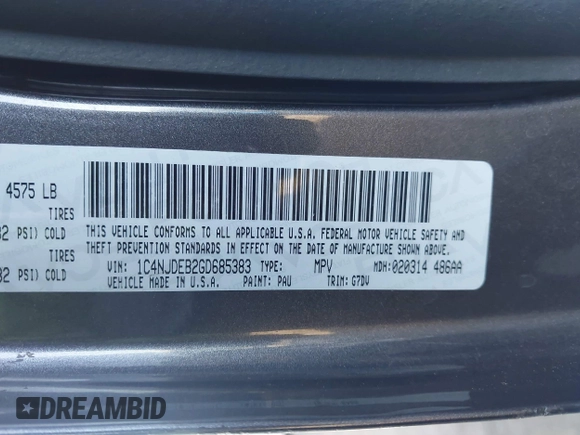 4575 LB
TIRES
32 PSI) COLD
TIRES
32 PSI) COLD
THIS VEHICLE CONFORMS TO ALL APPLICABLE U.S.A. FEDERAL MOTOR VEHICLE SAFETY AND
THEFT PREVENTION STANDARDS IN EFFECT ON THE DATE OF MANUFACTURE SHOWN ABOVE.
VIN: 1C4NJDEB2GD685383 TYPE: MPV MDH: 020314 486AA
VEHICLE MADE IN U.S.A. PAINT: PAU TRIM: G7DV
DREAMBID